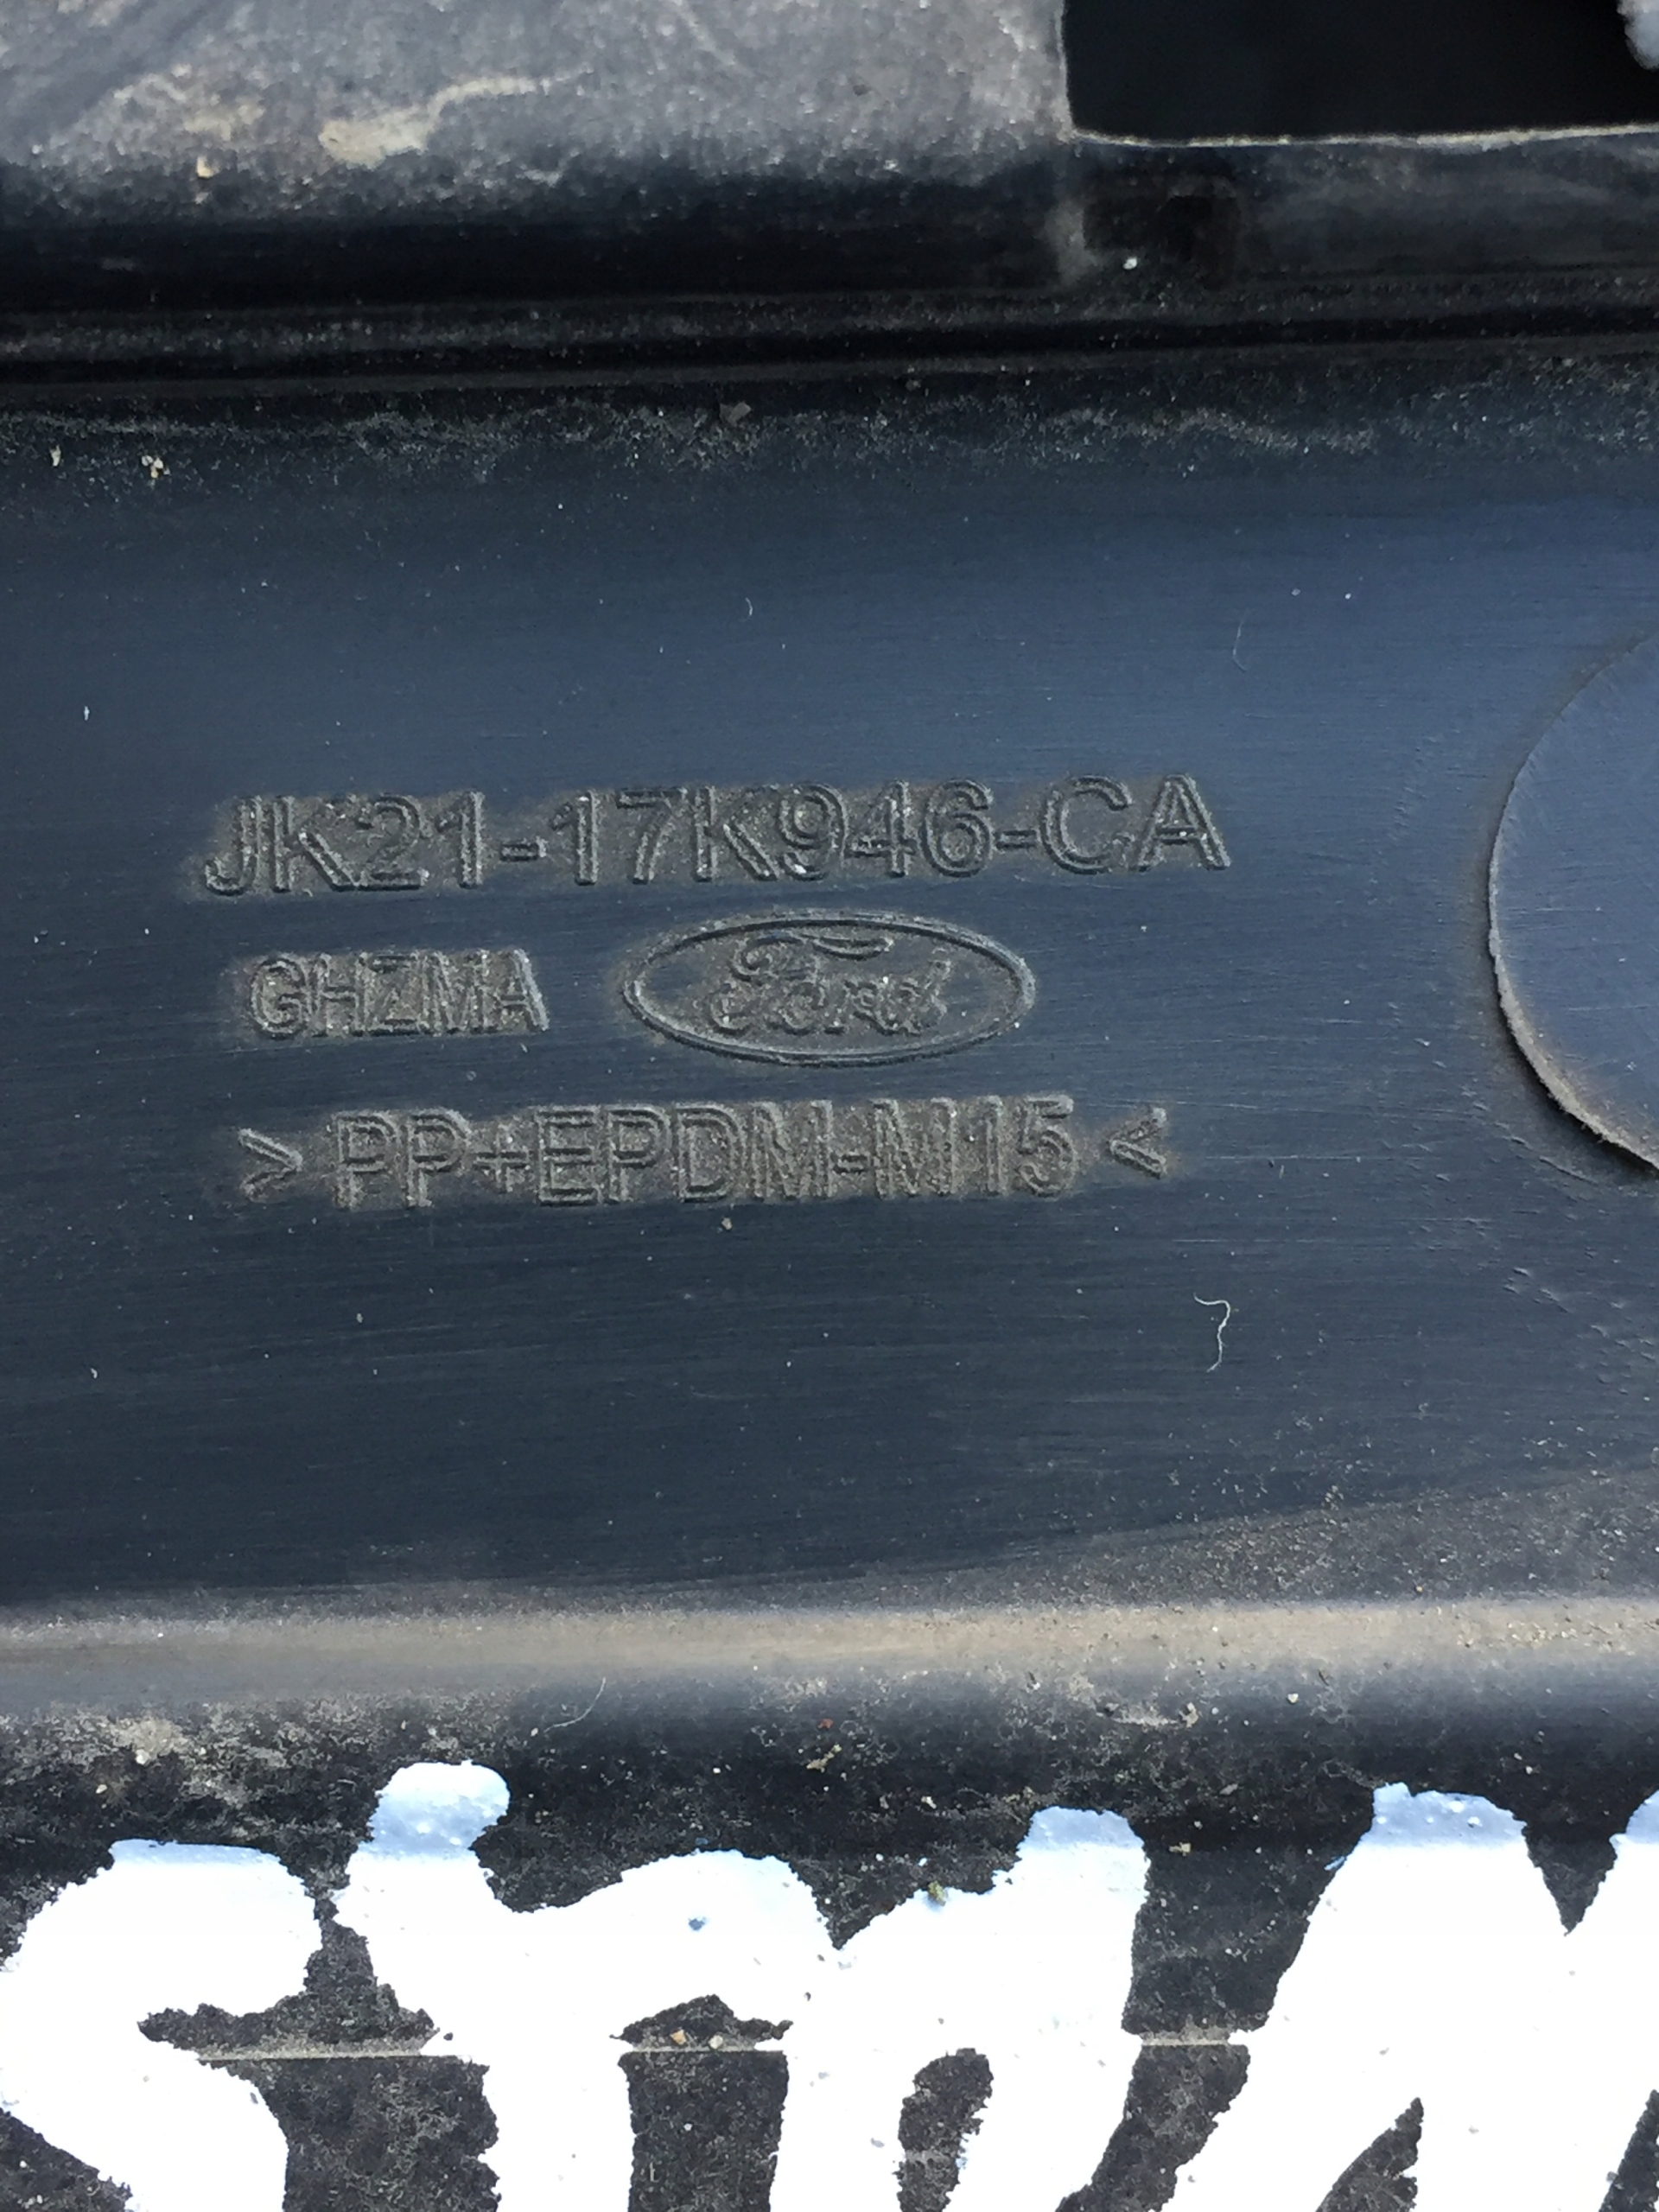 JK21-17K946-CA
GHZMA Ford
>PP+EPDM-M15<